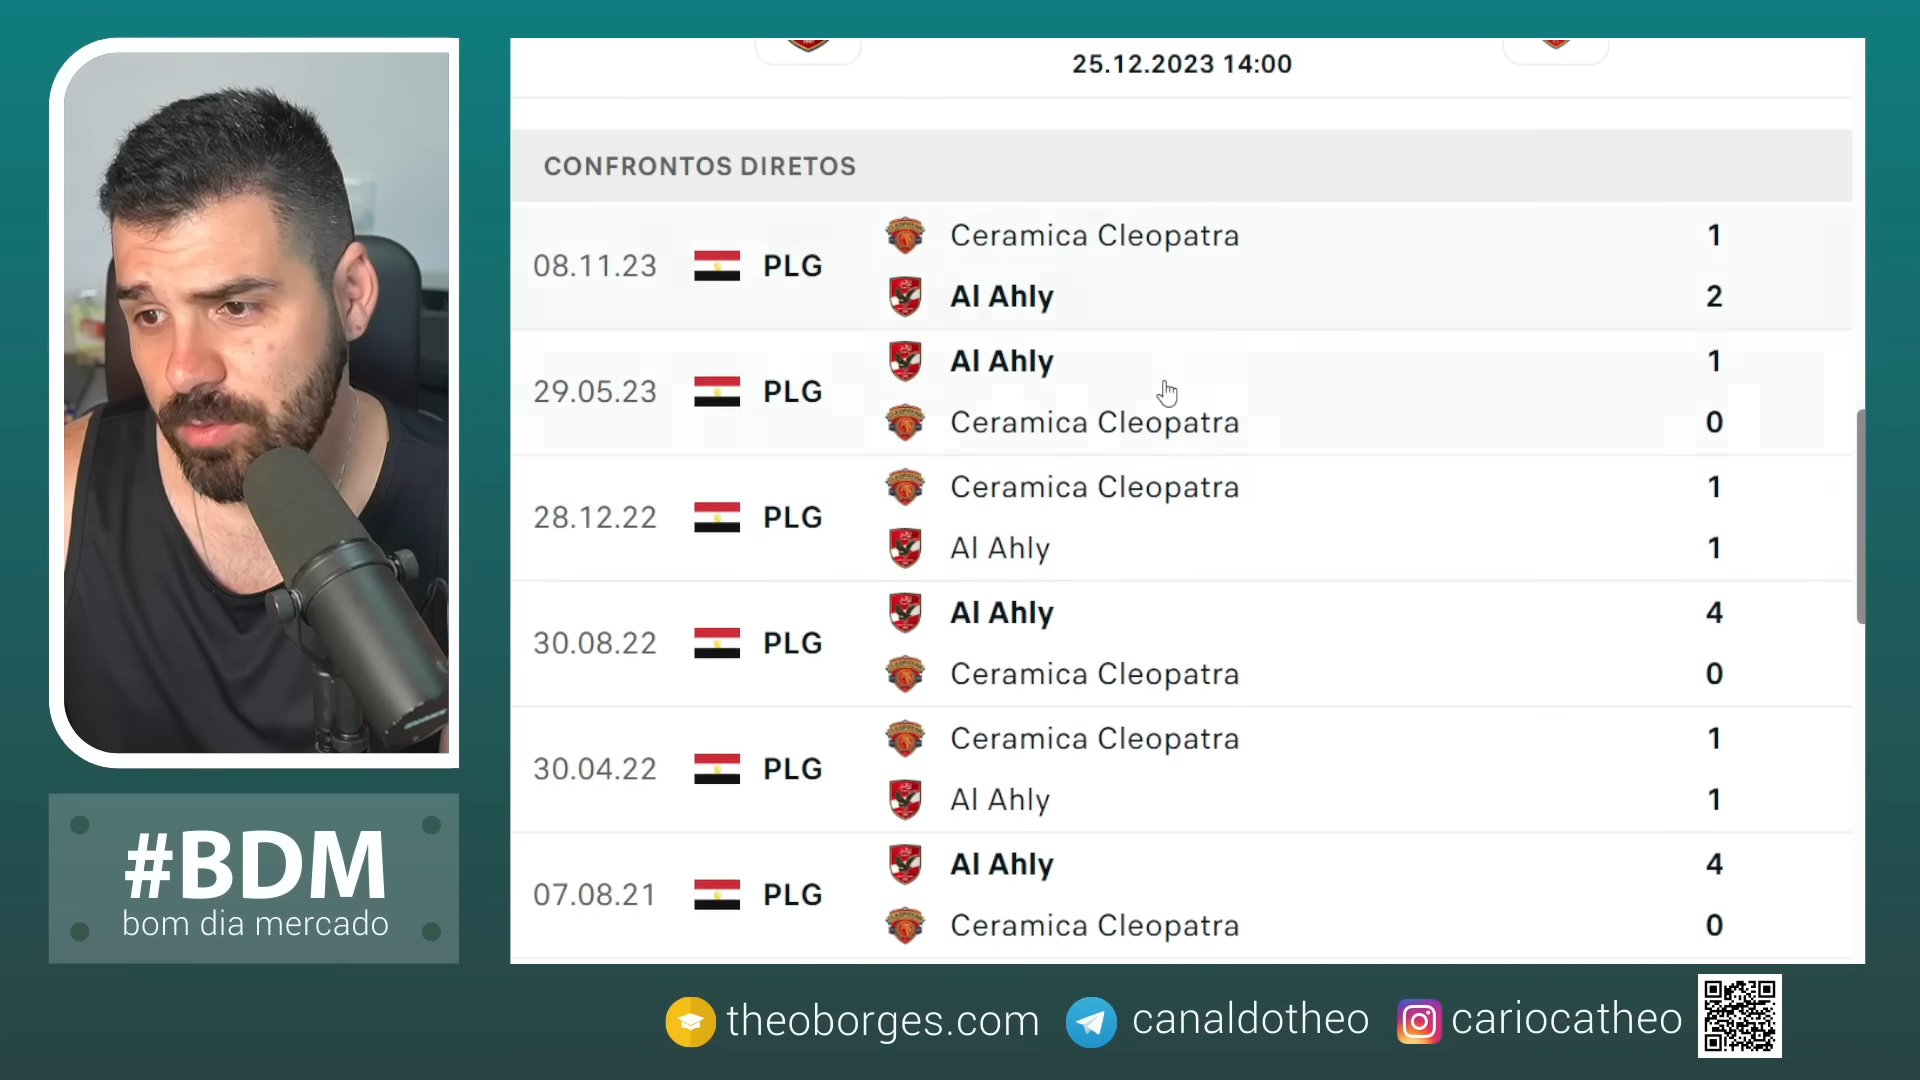 25.12.2023 14:00
CONFRONTOS DIRETOS
08.11.23 PLG Ceramica Cleopatra 1
Al Ahly 2
29.05.23 PLG Al Ahly 1
Ceramica Cleopatra 0
28.12.22 PLG Ceramica Cleopatra 1
Al Ahly 1
30.08.22 PLG Al Ahly 4
Ceramica Cleopatra 0
30.04.22 PLG Ceramica Cleopatra 1
Al Ahly 1
07.08.21 PLG Al Ahly 4
Ceramica Cleopatra 0
#BDM
bom dia mercado
theoborges.com canaldotheo cariocatheo